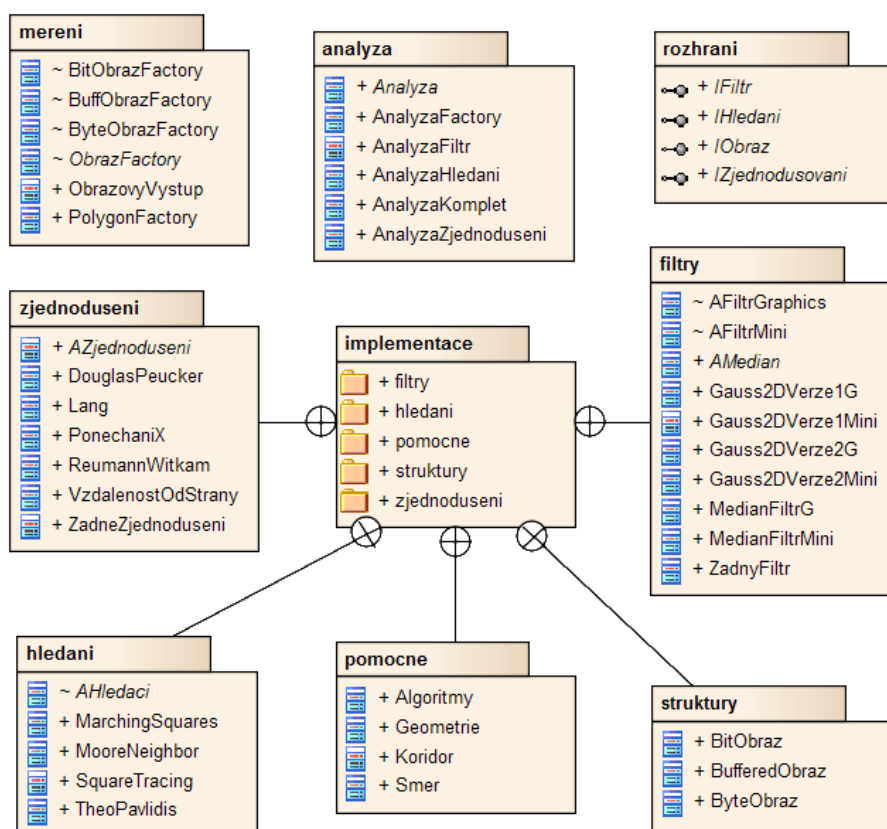 mereni
~ BitObrazFactory
~ BuffObrazFactory
~ ByteObrazFactory
~ ObrazFactory
+ ObrazovyVystup
+ PolygonFactory
analyza
+ Analyza
+ AnalyzaFactory
+ AnalyzaFiltr
+ AnalyzaHledani
+ AnalyzaKomplet
+ AnalyzaZjednoduseni
rozhrani
+ IFiltr
+ IHledani
+ IObraz
+ IZjednodusovani
zjednoduseni
+ AZjednoduseni
+ DouglasPeucker
+ Lang
+ PonechaniX
+ ReumannWitkam
+ VzdalenostOdStrany
+ ZadneZjednoduseni
implementace
+ filtry
+ hledani
+ pomocne
+ struktury
+ zjednoduseni
filtry
~ AFiltrGraphics
~ AFiltrMini
+ AMedian
+ Gauss2DVerze1G
+ Gauss2DVerze1Mini
+ Gauss2DVerze2G
+ Gauss2DVerze2Mini
+ MedianFiltrG
+ MedianFiltrMini
+ ZadnyFiltr
hledani
~ AHledaci
+ MarchingSquares
+ MooreNeighbor
+ SquareTracing
+ TheoPavlidis
pomocne
+ Algoritmy
+ Geometrie
+ Koridor
+ Smer
struktury
+ BitObraz
+ BufferedObraz
+ ByteObraz